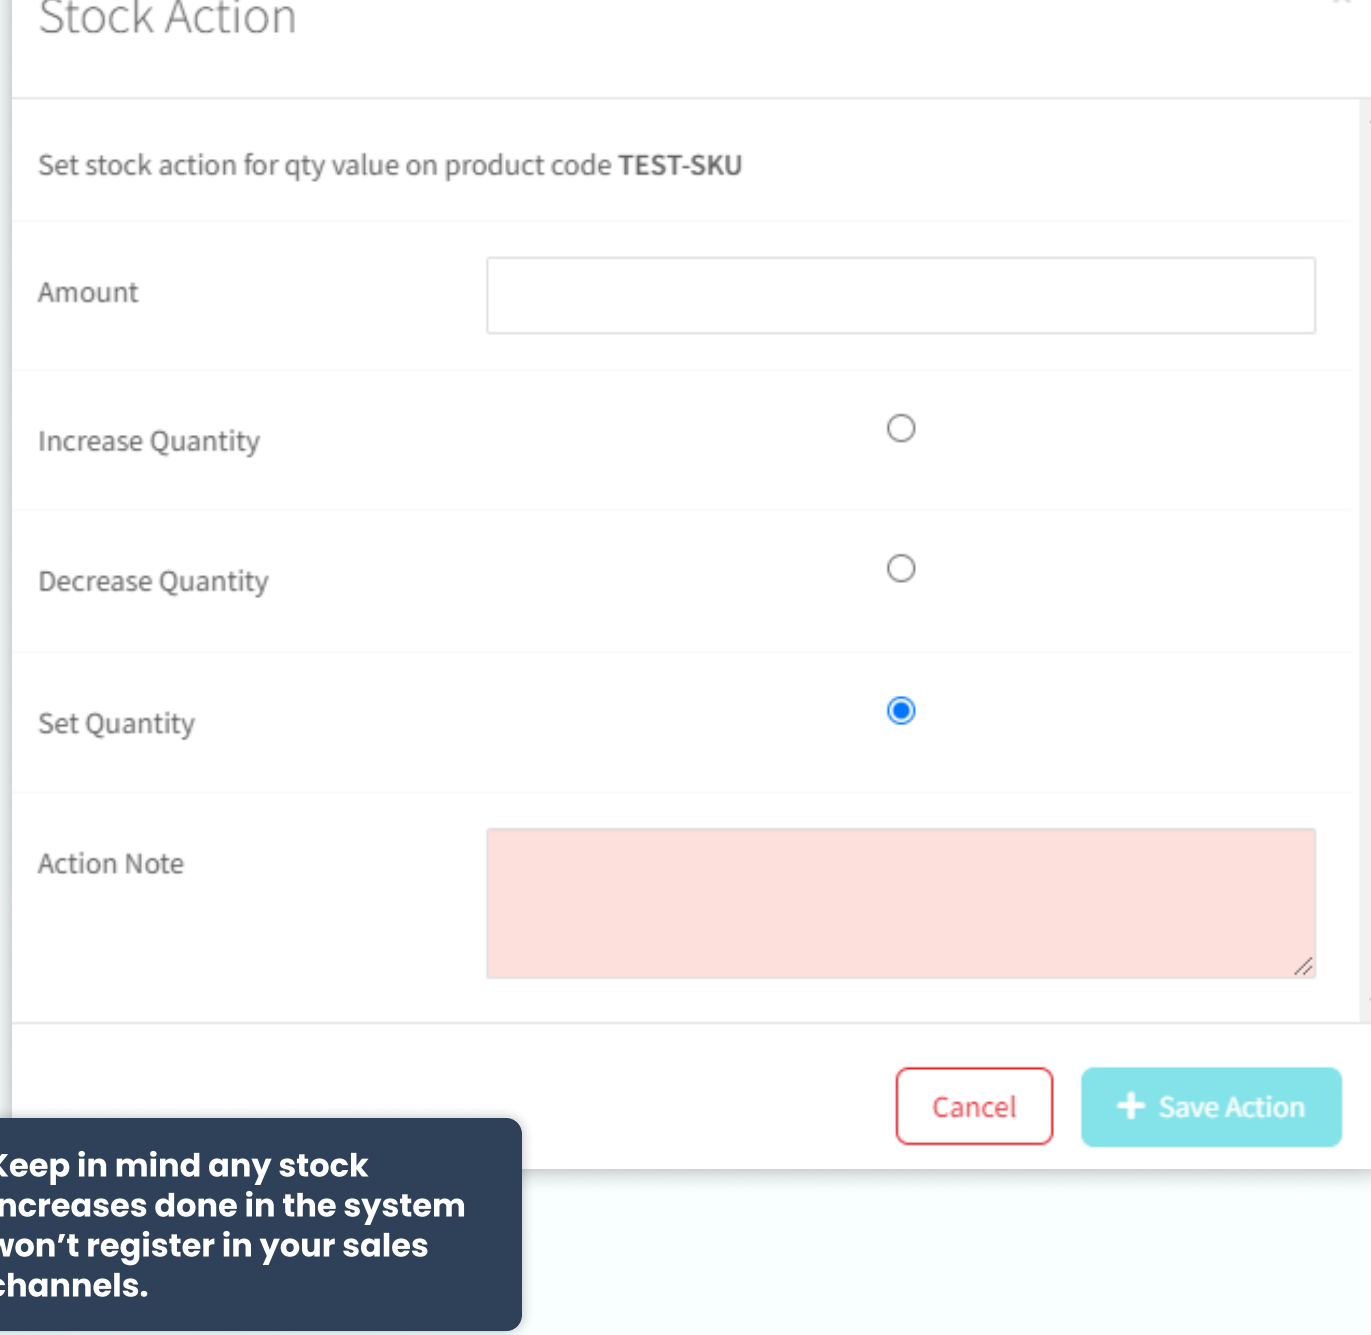 Stock Action
Set stock action for qty value on product code TEST-SKU
Amount
Increase Quantity
Decrease Quantity
Set Quantity
Action Note
Cancel
+ Save Action
Keep in mind any stock
increases done in the system
won’t register in your sales
channels.